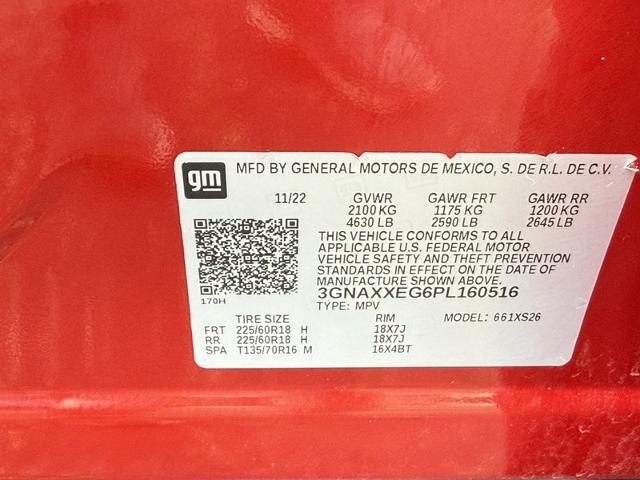 gm MFD BY GENERAL MOTORS DE MEXICO, S. DE R.L. DE C.V.
11/22 GVWR GAWR FRT GAWR RR
2100 KG 1175 KG 1200 KG
4630 LB 2590 LB 2645 LB
THIS VEHICLE CONFORMS TO ALL
APPLICABLE U.S. FEDERAL MOTOR
VEHICLE SAFETY AND THEFT PREVENTION
STANDARDS IN EFFECT ON THE DATE OF
MANUFACTURE SHOWN ABOVE.
170H 3GNAXXEG6PL160516
TYPE: MPV
TIRE SIZE RIM MODEL: 661XS26
FRT 225/60R18 H 18X7J
RR 225/60R18 H 18X7J
SPA T135/70R16 M 16X4BT